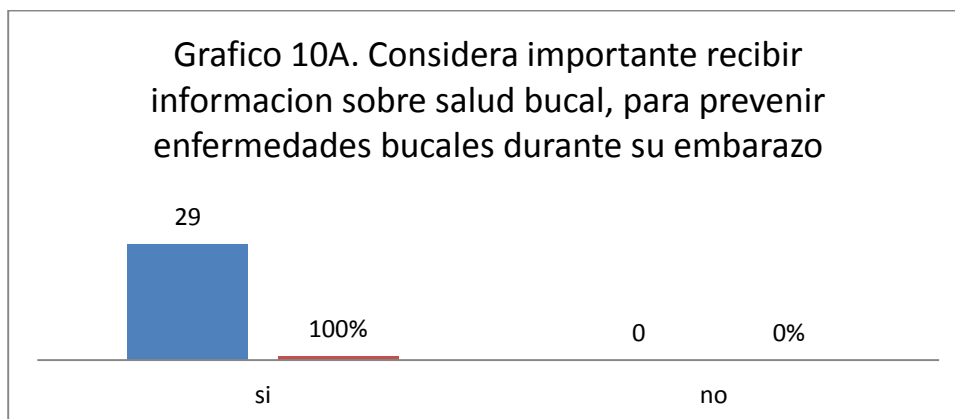 Grafico 10A. Considera importante recibir
informacion sobre salud bucal, para prevenir
enfermedades bucales durante su embarazo
29
100%
0
0%
si
no